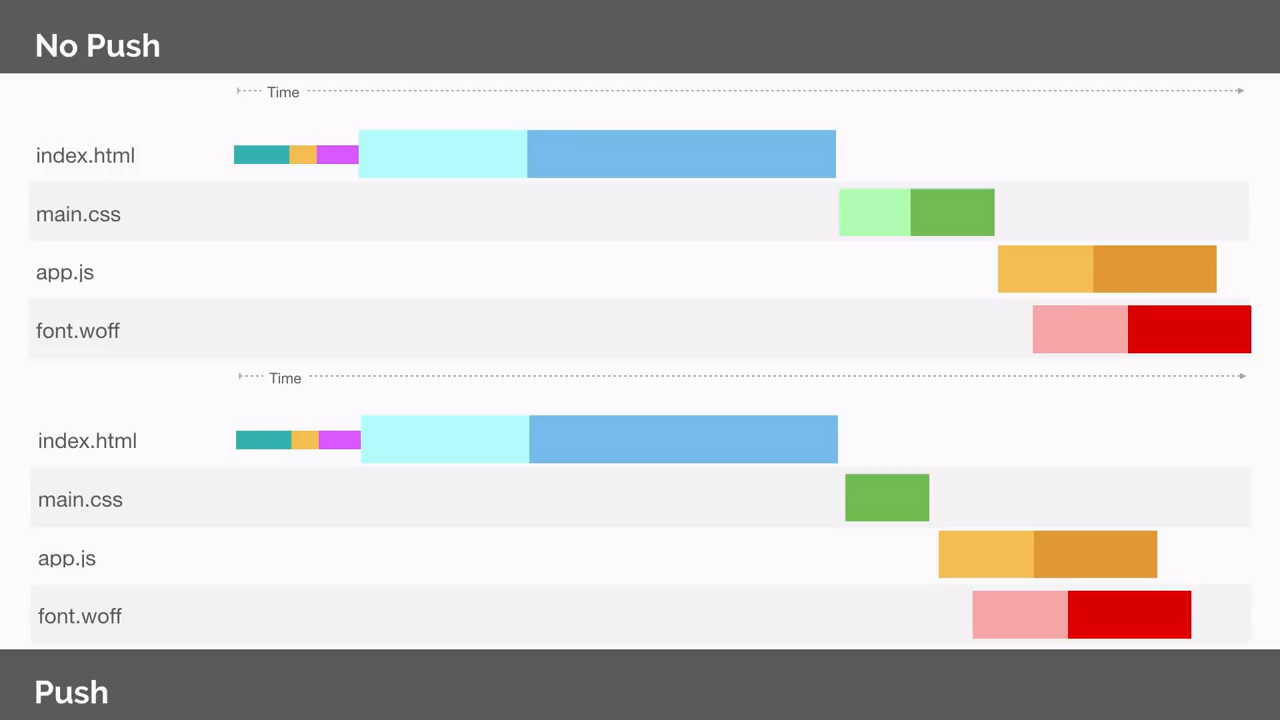 No Push
Time
index.html
main.css
app.js
font.woff
Time
index.html
main.css
app.js
font.woff
Push